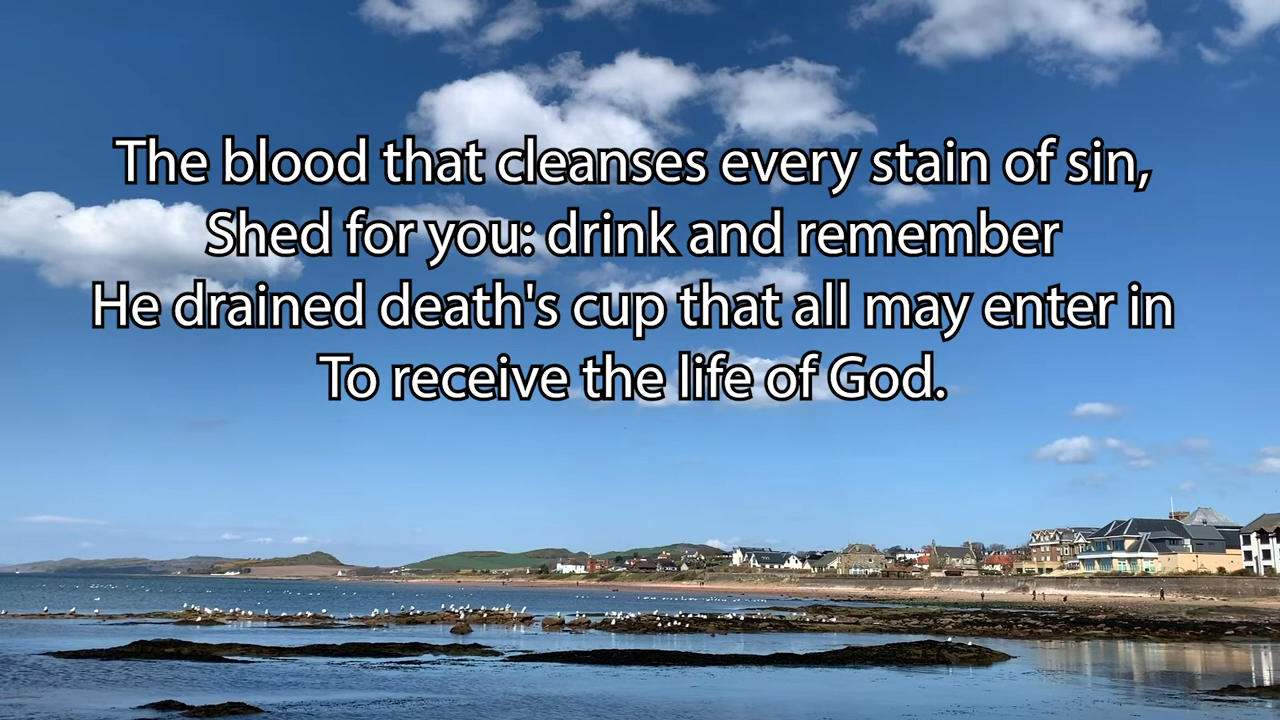 The blood that cleanses every stain of sin,
Shed for you: drink and remember
He drained death's cup that all may enter in
To receive the life of God.